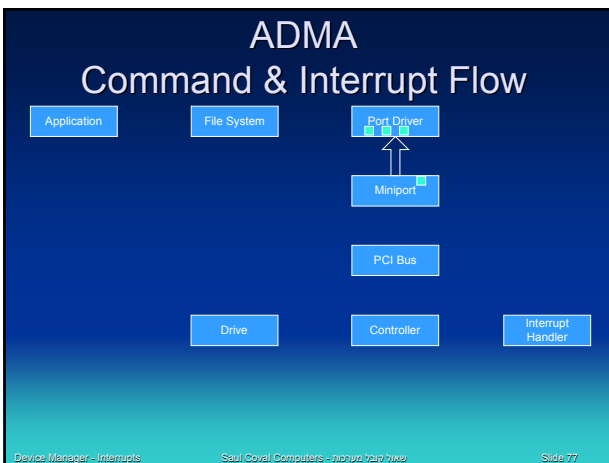 ADMA
Command & Interrupt Flow
Application
File System
Port Driver
Miniport
PCI Bus
Drive
Controller
Interrupt
Handler
Device Manager - Interrupts
Saul Coval Computers - שאול קובל מערכות
Slide 77